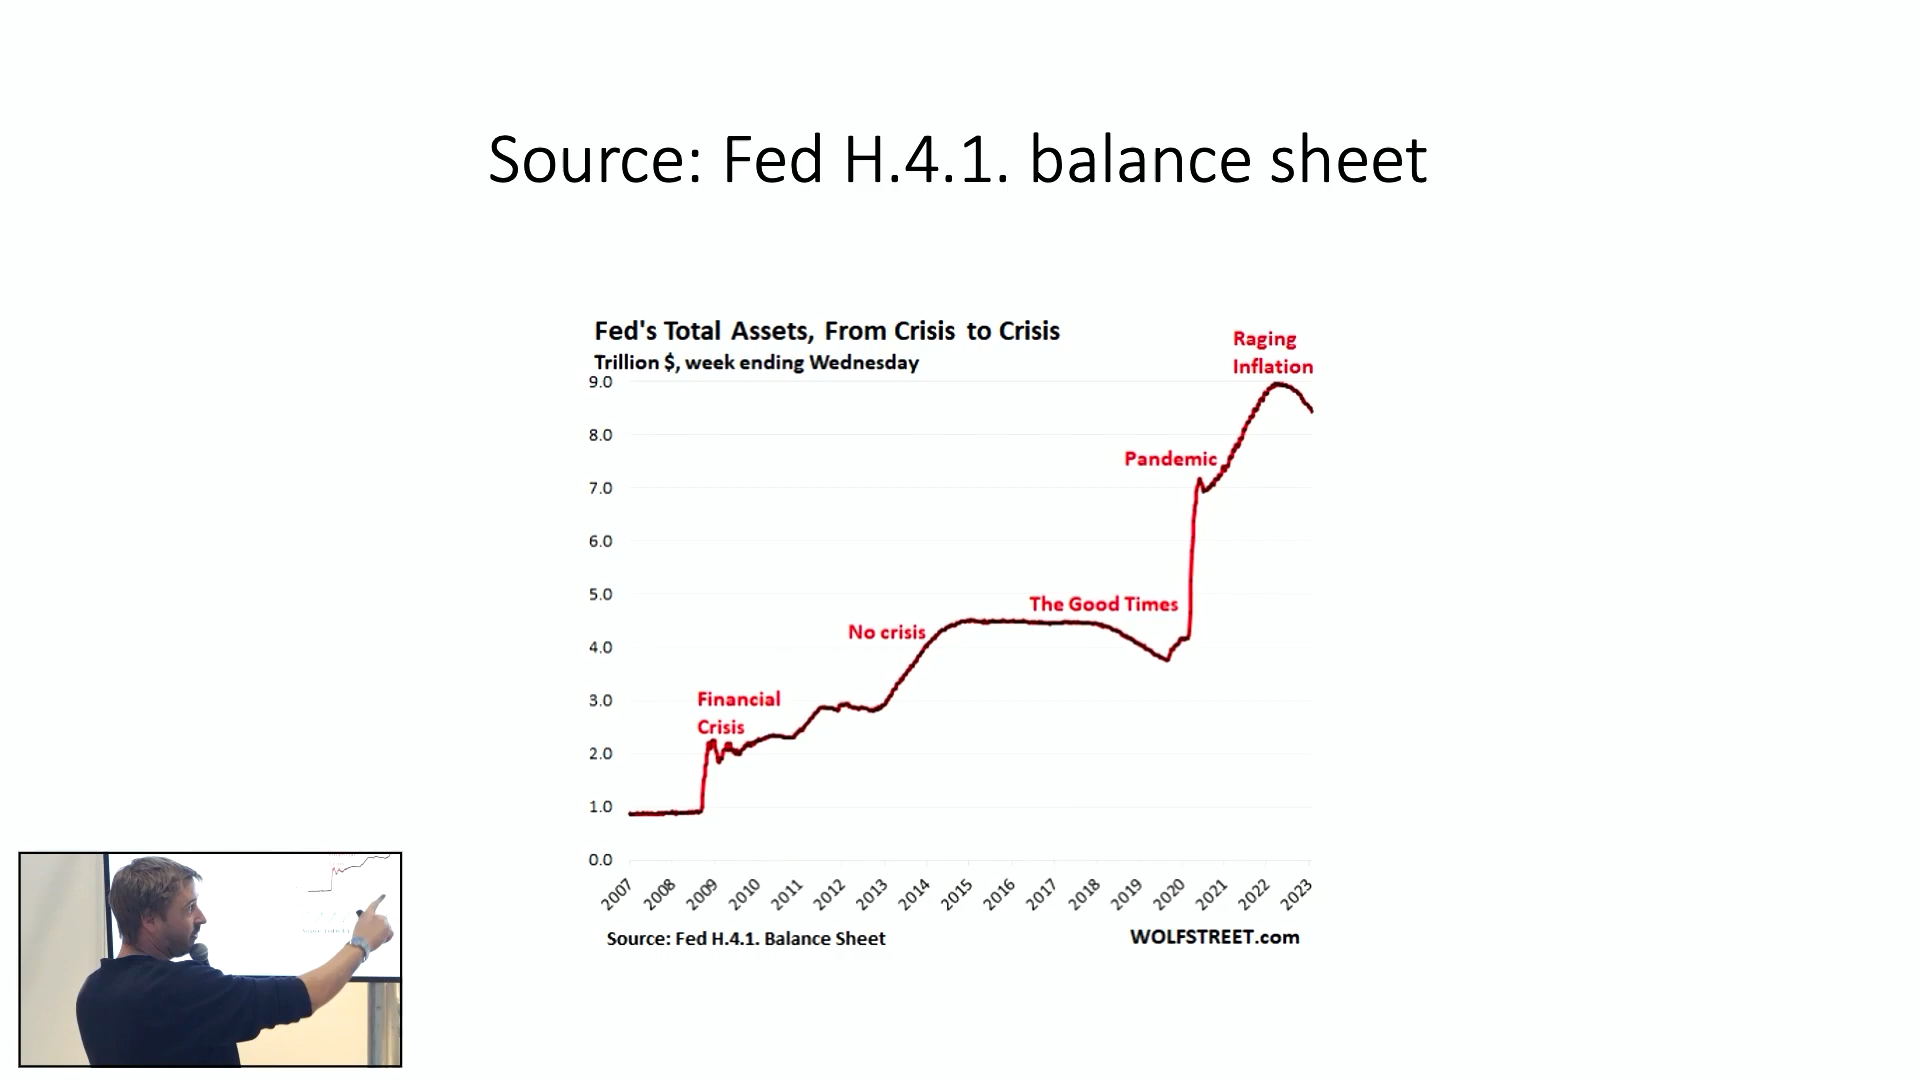 Source: Fed H.4.1. balance sheet
Fed's Total Assets, From Crisis to Crisis
Trillion $, week ending Wednesday
Raging
Inflation
9.0
8.0
Pandemic
7.0
6.0
5.0
The Good Times
No crisis
4.0
Financial
Crisis
3.0
2.0
1.0
0.0
2007 2008 2009 2010 2011 2012 2013 2014 2015 2016 2017 2018 2019 2020 2021 2022 2023
Source: Fed H.4.1. Balance Sheet
WOLFSTREET.com